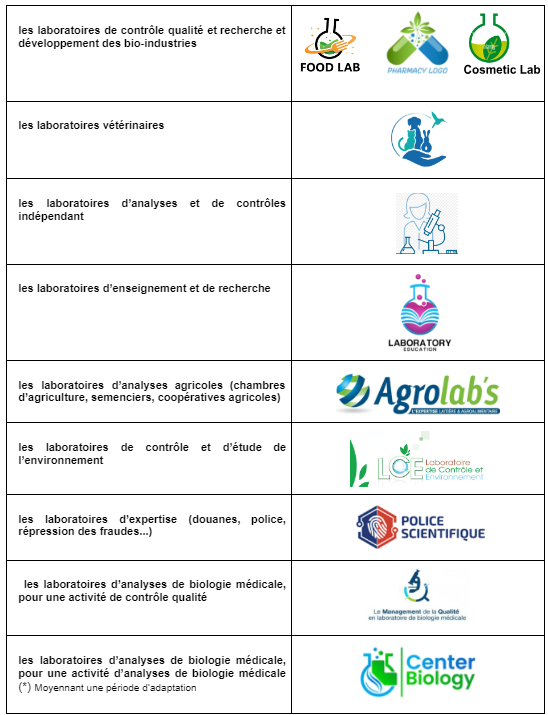 les laboratoires de contrôle qualité et recherche et
développement des bio-industries
FOOD LAB
PHARMACY LOGO
Cosmetic Lab
les laboratoires vétérinaires
les laboratoires d'analyses et de contrôles
indépendant
les laboratoires d'enseignement et de recherche
LABORATORY
EDUCATION
les laboratoires d'analyses agricoles (chambres
d'agriculture, semenciers, coopératives agricoles)
Agrolab's
L'EXPERTISE LAITIÈRE & AGROALIMENTAIRE
les laboratoires de contrôle et d'étude de
l'environnement
LCE
Laboratoire
de Contrôle et
Environnement
les laboratoires d'expertise (douanes, police,
répression des fraudes...)
POLICE
SCIENTIFIQUE
les laboratoires d'analyses de biologie médicale,
pour une activité de contrôle qualité
Le Management de la Qualité
en laboratoire de biologie médicale
les laboratoires d'analyses de biologie médicale,
pour une activité d'analyses de biologie médicale
(*) Moyennant une période d'adaptation
Center
Biology